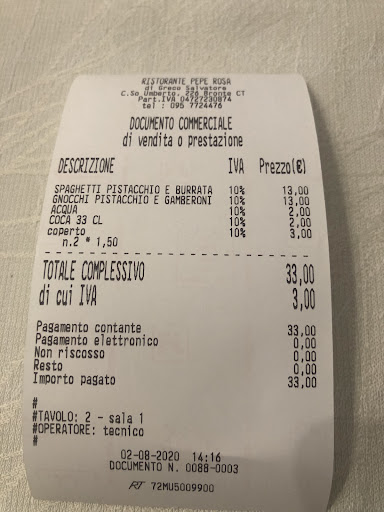 RISTORANTE PEPE ROSA
di Greco Salvatore
C.So Umberto, 226 Bronte CT
Part.IVA 04727230874
tel : 095 7724476
DOCUMENTO COMMERCIALE
di vendita o prestazione
DESCRIZIONE IVA Prezzo(€)
SPAGHETTI PISTACCHIO E BURRATA 10% 13,00
GNOCCHI PISTACCHIO E GAMBERONI 10% 13,00
ACQUA 10% 2,00
COCA 33 CL 10% 2,00
coperto 10% 3,00
n.2 * 1,50
TOTALE COMPLESSIVO 33,00
di cui IVA 3,00
Pagamento contante 33,00
Pagamento elettronico 0,00
Non riscosso 0,00
Resto 0,00
Importo pagato 33,00
#
#TAVOLO: 2 - sala 1
#OPERATORE: tecnico
#
02-08-2020 14:16
DOCUMENTO N. 0088-0003
RT 72MU5009900